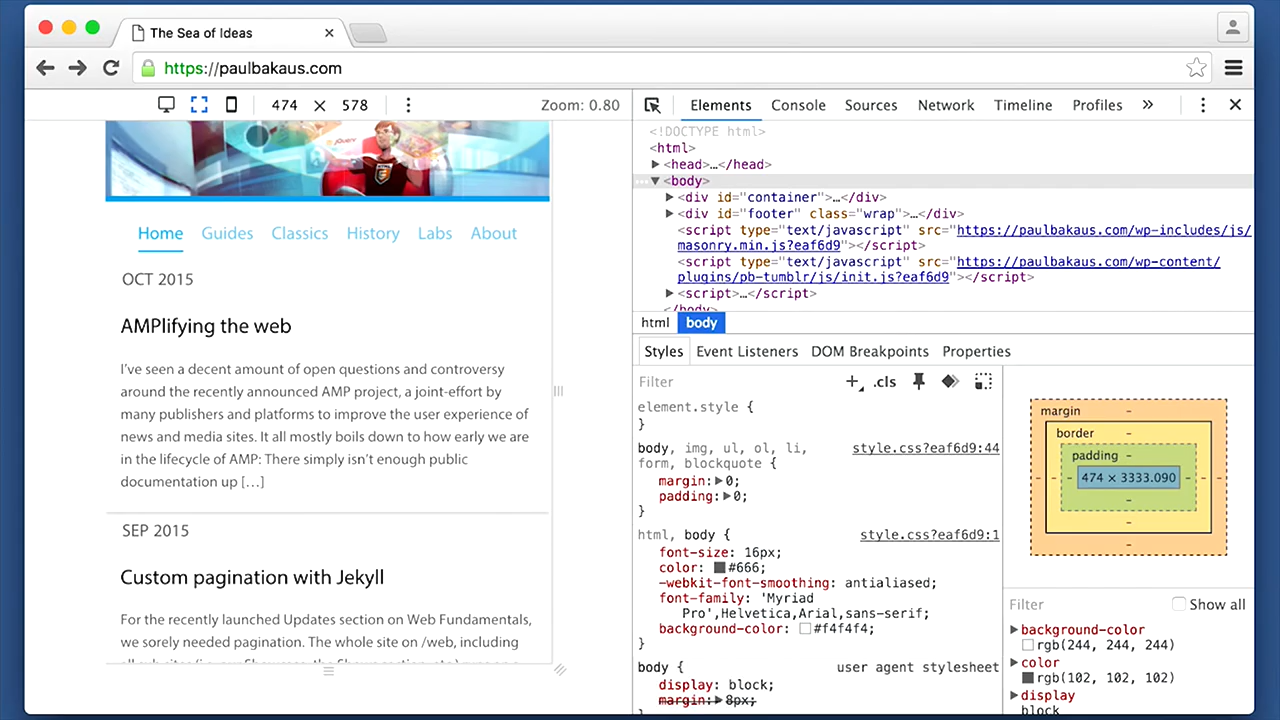 The Sea of Ideas
https://paulbakaus.com
474 × 578
Zoom: 0.80
Home Guides Classics History Labs About
OCT 2015
AMPlifying the web
I've seen a decent amount of open questions and controversy
around the recently announced AMP project, a joint-effort by
many publishers and platforms to improve the user experience of
news and media sites. It all mostly boils down to how early we are
in the lifecycle of AMP: There simply isn't enough public
documentation up […]
SEP 2015
Custom pagination with Jekyll
For the recently launched Updates section on Web Fundamentals,
we sorely needed pagination. The whole site on /web, including
Elements Console Sources Network Timeline Profiles »
<!DOCTYPE html>
<html>
<head>…</head>
<body>
<div id="container">…</div>
<div id="footer" class="wrap">…</div>
<script type="text/javascript" src="https://paulbakaus.com/wp-includes/js/
masonry.min.js?eaf6d9"></script>
<script type="text/javascript" src="https://paulbakaus.com/wp-content/
plugins/pb-tumblr/js/init.js?eaf6d9"></script>
<script>…</script>
</body>
html body
Styles Event Listeners DOM Breakpoints Properties
Filter
.cls
element.style {
}
body, img, ul, ol, li, style.css?eaf6d9:44
form, blockquote {
margin: 0;
padding: 0;
}
html, body { style.css?eaf6d9:1
font-size: 16px;
color: #666;
-webkit-font-smoothing: antialiased;
font-family: 'Myriad
Pro',Helvetica,Arial,sans-serif;
background-color: #f4f4f4;
}
body { user agent stylesheet
display: block;
margin: 8px;
margin -
border -
padding -
- - - 474 × 3333.090 - - -
-
-
-
Filter Show all
background-color
rgb(244, 244, 244)
color
rgb(102, 102, 102)
display
block